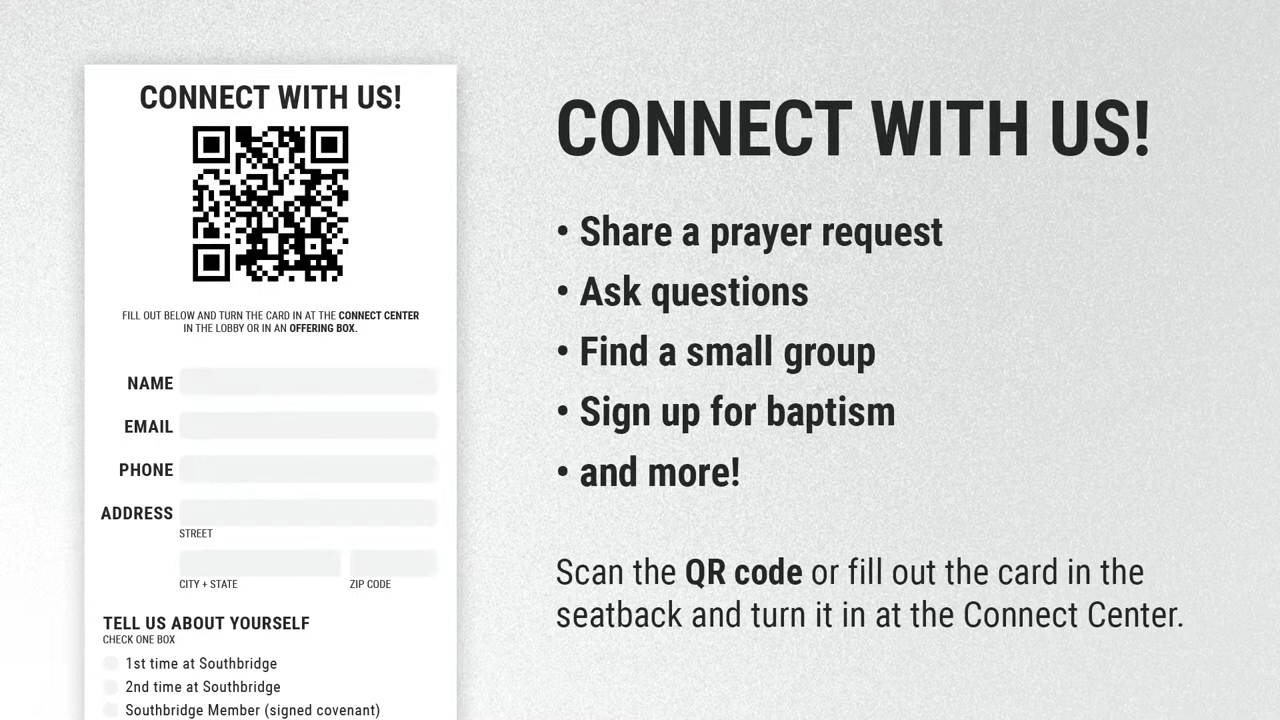 CONNECT WITH US!
FILL OUT BELOW AND TURN THE CARD IN AT THE CONNECT CENTER
IN THE LOBBY OR IN AN OFFERING BOX.
NAME
EMAIL
PHONE
ADDRESS
STREET
CITY + STATE ZIP CODE
TELL US ABOUT YOURSELF
CHECK ONE BOX
1st time at Southbridge
2nd time at Southbridge
Southbridge Member (signed covenant)
CONNECT WITH US!
• Share a prayer request
• Ask questions
• Find a small group
• Sign up for baptism
• and more!
Scan the QR code or fill out the card in the
seatback and turn it in at the Connect Center.